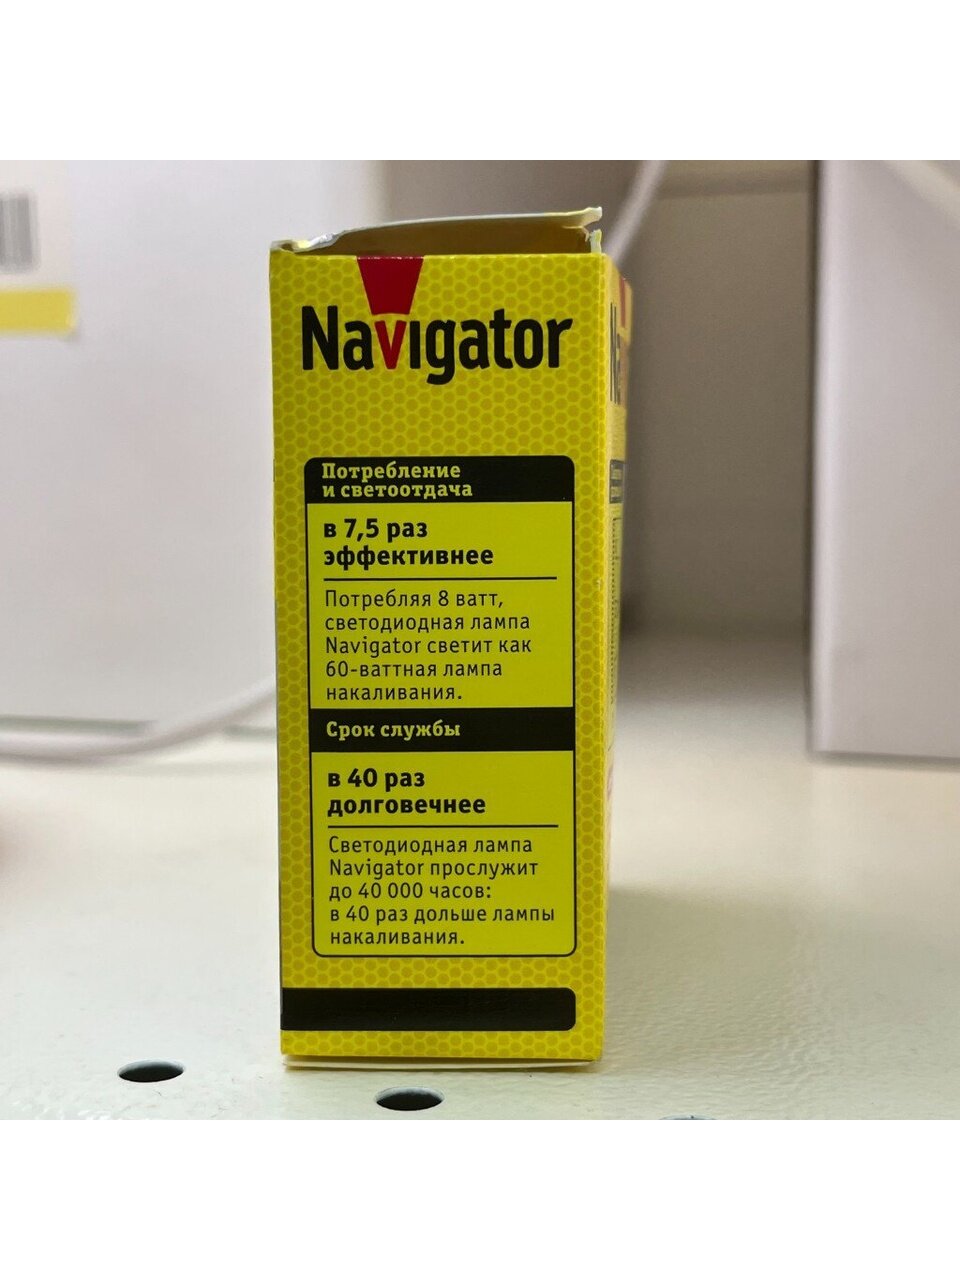 Navigator
Потребление
и светоотдача
в 7,5 раз
эффективнее
Потребляя 8 ватт,
светодиодная лампа
Navigator светит как
60-ваттная лампа
накаливания.
Срок службы
в 40 раз
долговечнее
Светодиодная лампа
Navigator прослужит
до 40 000 часов:
в 40 раз дольше лампы
накаливания.